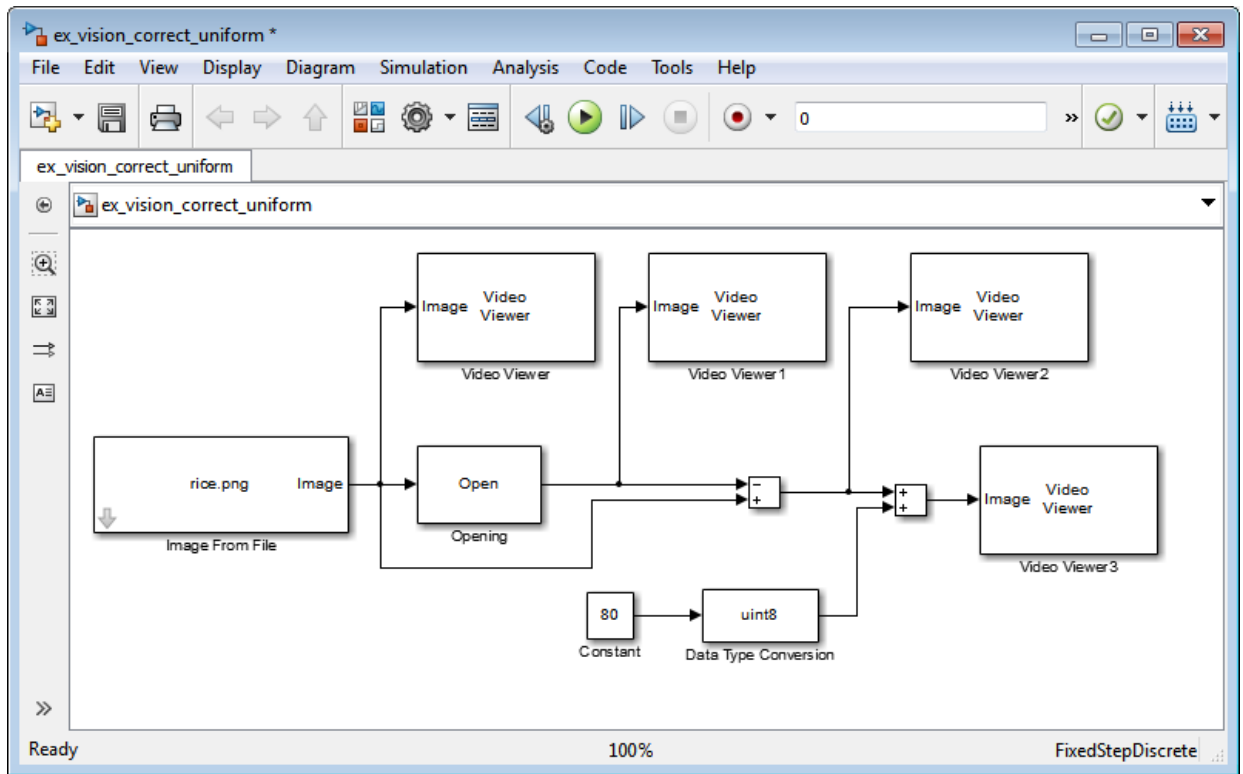 ex_vision_correct_uniform *
File Edit View Display Diagram Simulation Analysis Code Tools Help
0
»
ex_vision_correct_uniform
ex_vision_correct_uniform
Image Video
Viewer
Video Viewer
Image Video
Viewer
Video Viewer1
Image Video
Viewer
Video Viewer2
rice.png Image
Image From File
Open
Opening
−
+
+
+
Image Video
Viewer
Video Viewer3
80
Constant
uint8
Data Type Conversion
A
»
Ready 100% FixedStepDiscrete